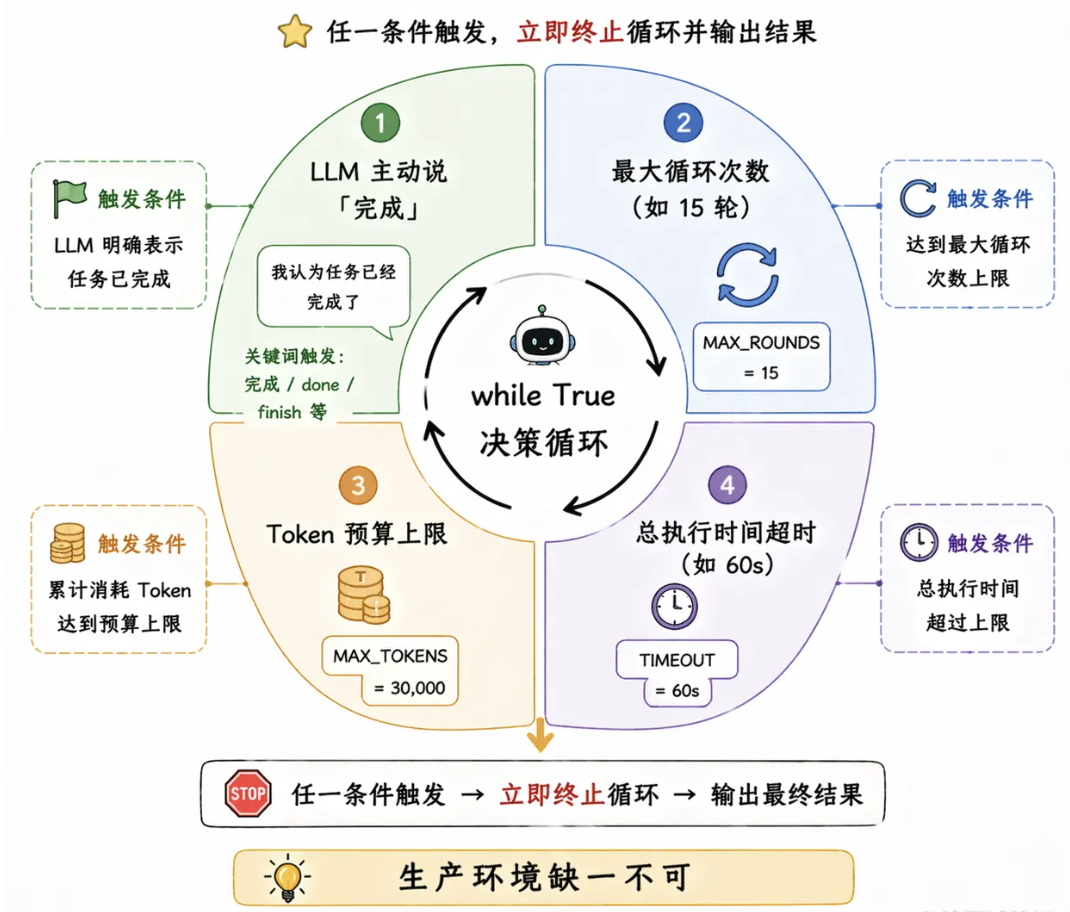 任一条件触发，立即终止循环并输出结果
1
LLM 主动说
「完成」
我认为任务已经
完成了
关键词触发：
完成 / done /
finish 等
触发条件
LLM 明确表示
任务已完成
2
最大循环次数
（如 15 轮）
MAX_ROUNDS
= 15
触发条件
达到最大循环
次数上限
while True
决策循环
3
Token 预算上限
T
MAX_TOKENS
= 30,000
触发条件
累计消耗 Token
达到预算上限
4
总执行时间超时
（如 60s）
TIMEOUT
= 60s
触发条件
总执行时间
超过上限
STOP 任一条件触发 → 立即终止循环 → 输出最终结果
生产环境缺一不可